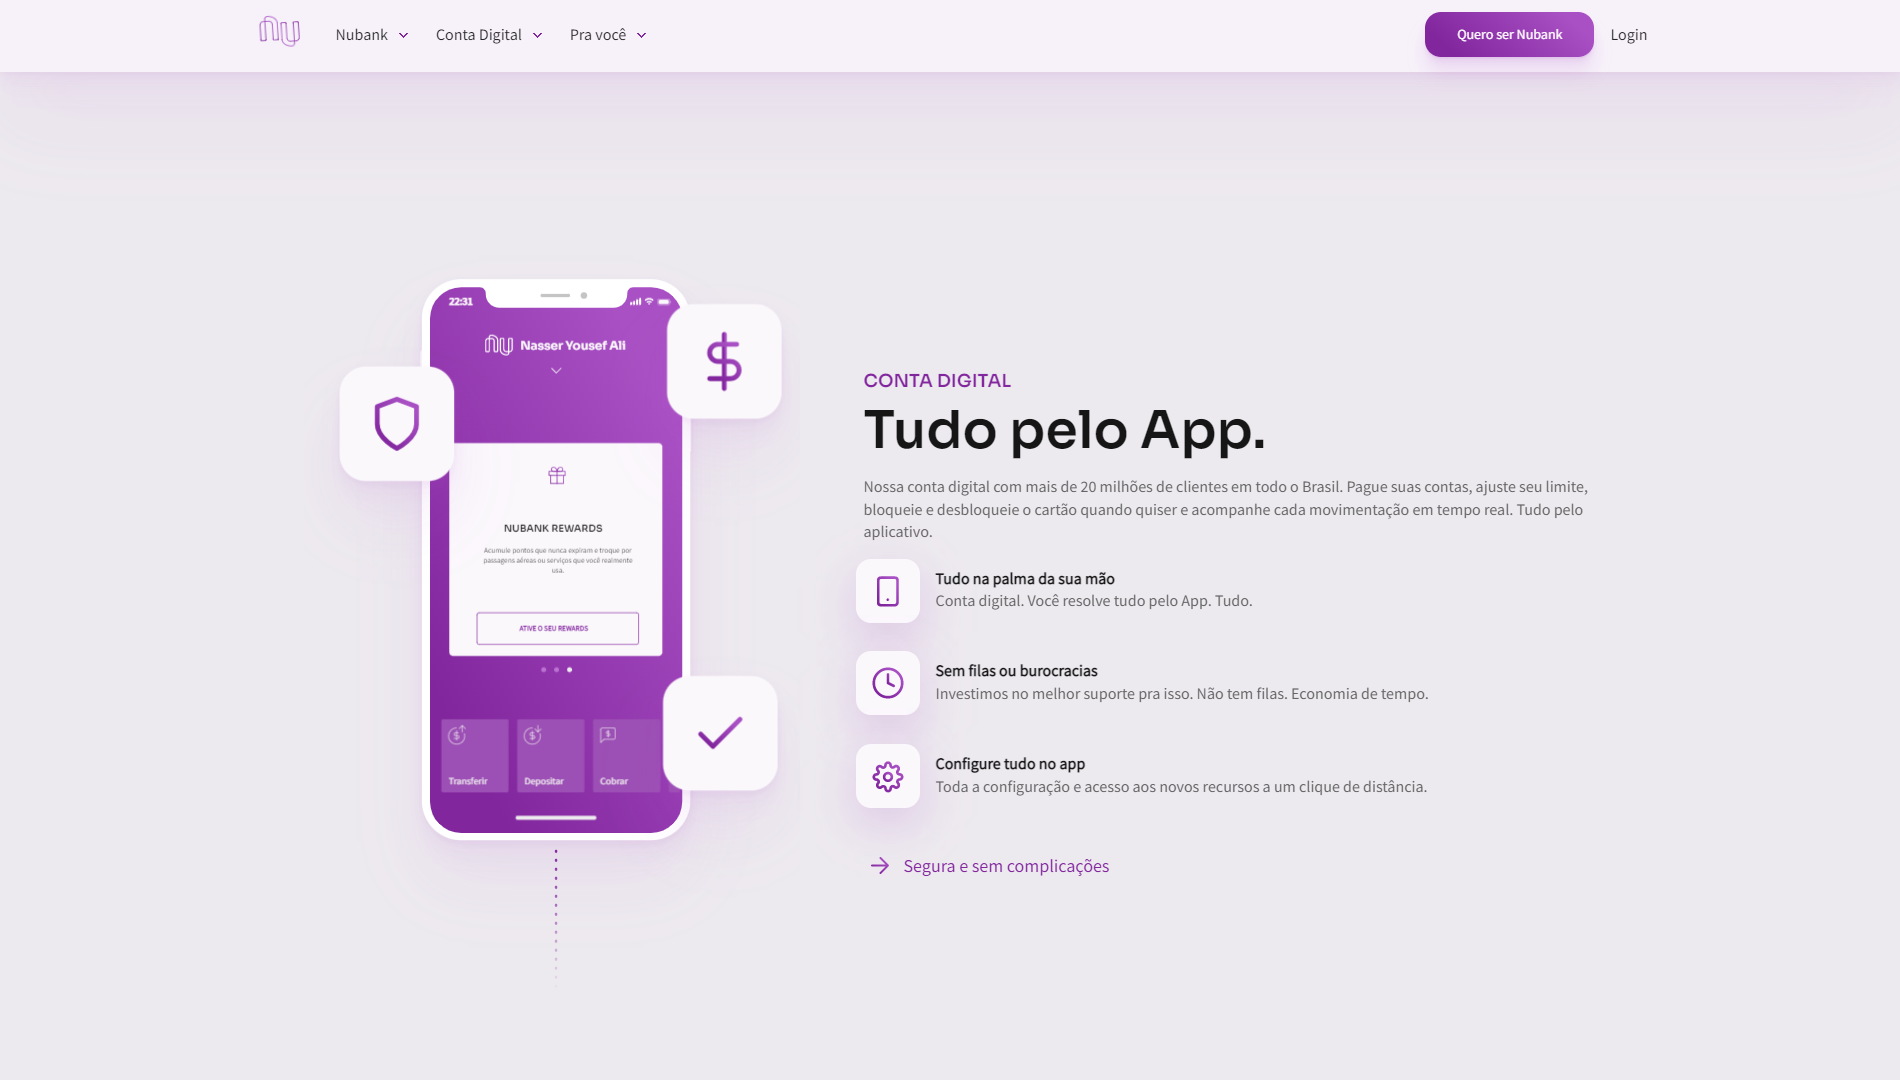 nu
Nubank
Conta Digital
Pra você
Quero ser Nubank
Login
22:31
nu Nasser Yousef Ali
NUBANK REWARDS
Acumule pontos que nunca expiram e troque por
passagens aéreas ou serviços que você realmente
usa.
ATIVE O SEU REWARDS
Transferir
Depositar
Cobrar
CONTA DIGITAL
Tudo pelo App.
Nossa conta digital com mais de 20 milhões de clientes em todo o Brasil. Pague suas contas, ajuste seu limite,
bloqueie e desbloqueie o cartão quando quiser e acompanhe cada movimentação em tempo real. Tudo pelo
aplicativo.
Tudo na palma da sua mão
Conta digital. Você resolve tudo pelo App. Tudo.
Sem filas ou burocracias
Investimos no melhor suporte pra isso. Não tem filas. Economia de tempo.
Configure tudo no app
Toda a configuração e acesso aos novos recursos a um clique de distância.
Segura e sem complicações